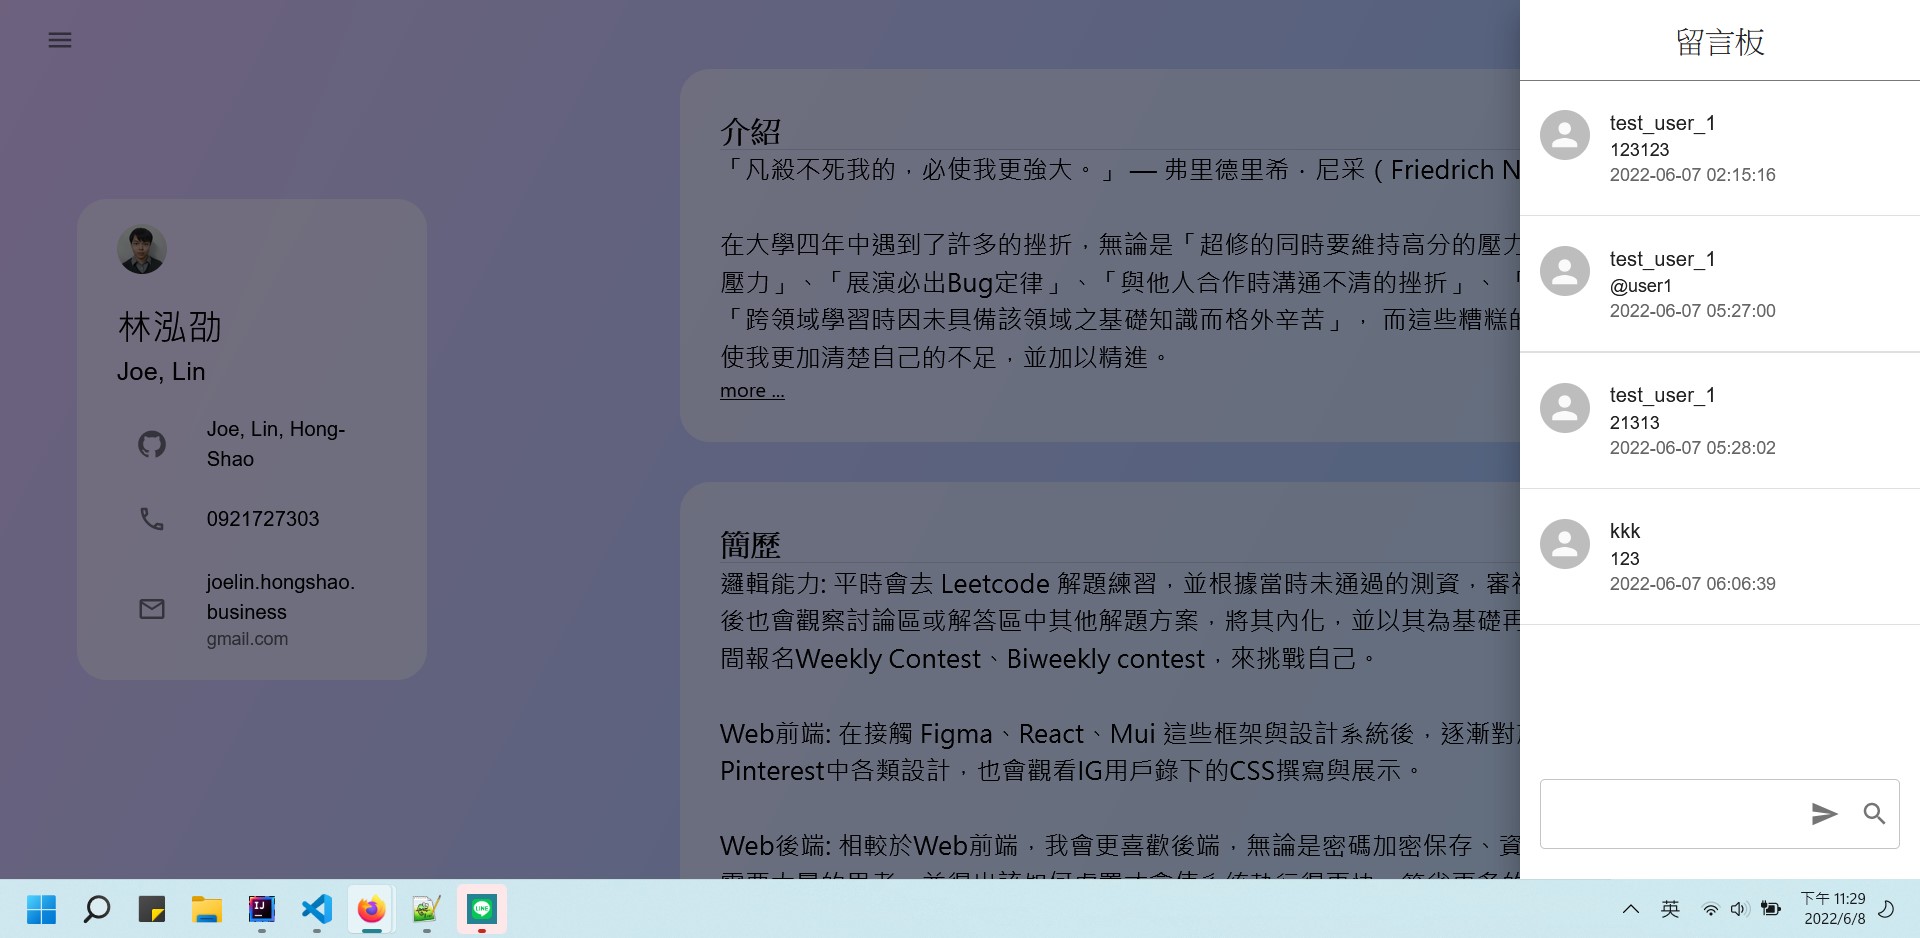 林泓劭
Joe, Lin
Joe, Lin, Hong-
Shao
0921727303
joelin.hongshao.
business
gmail.com
介紹
「凡殺不死我的，必使我更強大。」 — 弗里德里希．尼采（Friedrich N
在大學四年中遇到了許多的挫折，無論是「超修的同時要維持高分的壓力
壓力」、「展演必出Bug定律」、「與他人合作時溝通不清的挫折」、「
「跨領域學習時因未具備該領域之基礎知識而格外辛苦」， 而這些糟糕的
使我更加清楚自己的不足，並加以精進。
more ...
簡歷
邏輯能力: 平時會去 Leetcode 解題練習，並根據當時未通過的測資，審視
後也會觀察討論區或解答區中其他解題方案，將其內化，並以其為基礎再
間報名Weekly Contest、Biweekly contest，來挑戰自己。
Web前端: 在接觸 Figma、React、Mui 這些框架與設計系統後，逐漸對
Pinterest中各類設計，也會觀看IG用戶錄下的CSS撰寫與展示。
Web後端: 相較於Web前端，我會更喜歡後端，無論是密碼加密保存、資
留言板
test_user_1
123123
2022-06-07 02:15:16
test_user_1
@user1
2022-06-07 05:27:00
test_user_1
21313
2022-06-07 05:28:02
kkk
123
2022-06-07 06:06:39
IJ
LINE
英
下午 11:29
2022/6/8